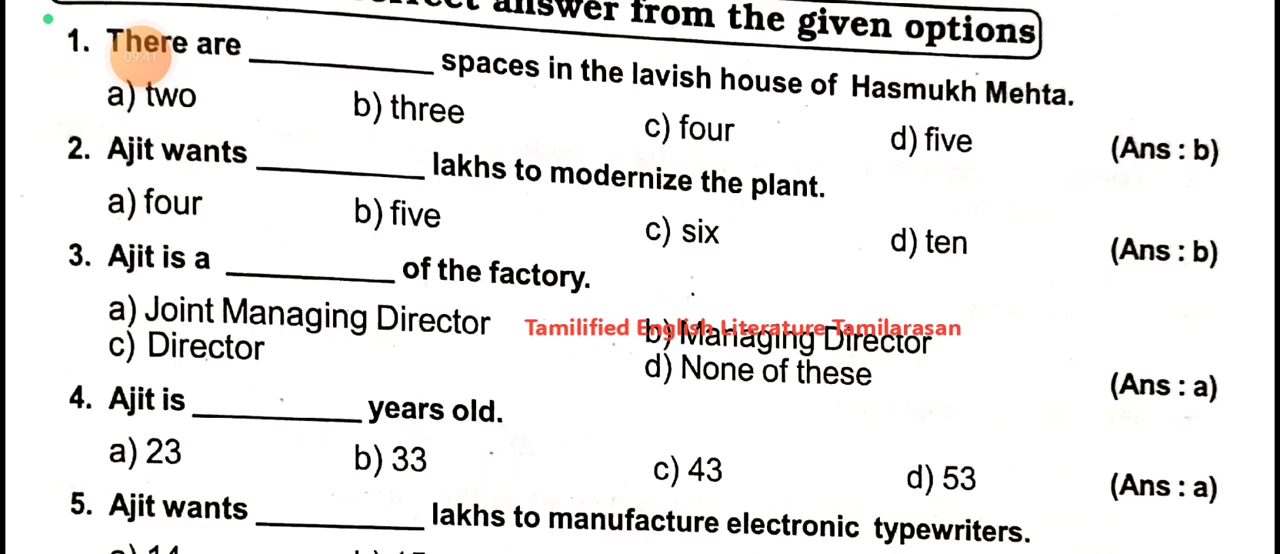 answer from the given options
1. There are __________ spaces in the lavish house of Hasmukh Mehta.
09:41
a) two b) three c) four d) five (Ans : b)
2. Ajit wants __________ lakhs to modernize the plant.
a) four b) five c) six d) ten (Ans : b)
3. Ajit is a __________ of the factory.
a) Joint Managing Director b) Managing Director
Tamilified English Literature Tamilarasan
c) Director d) None of these (Ans : a)
4. Ajit is __________ years old.
a) 23 b) 33 c) 43 d) 53 (Ans : a)
5. Ajit wants __________ lakhs to manufacture electronic typewriters.